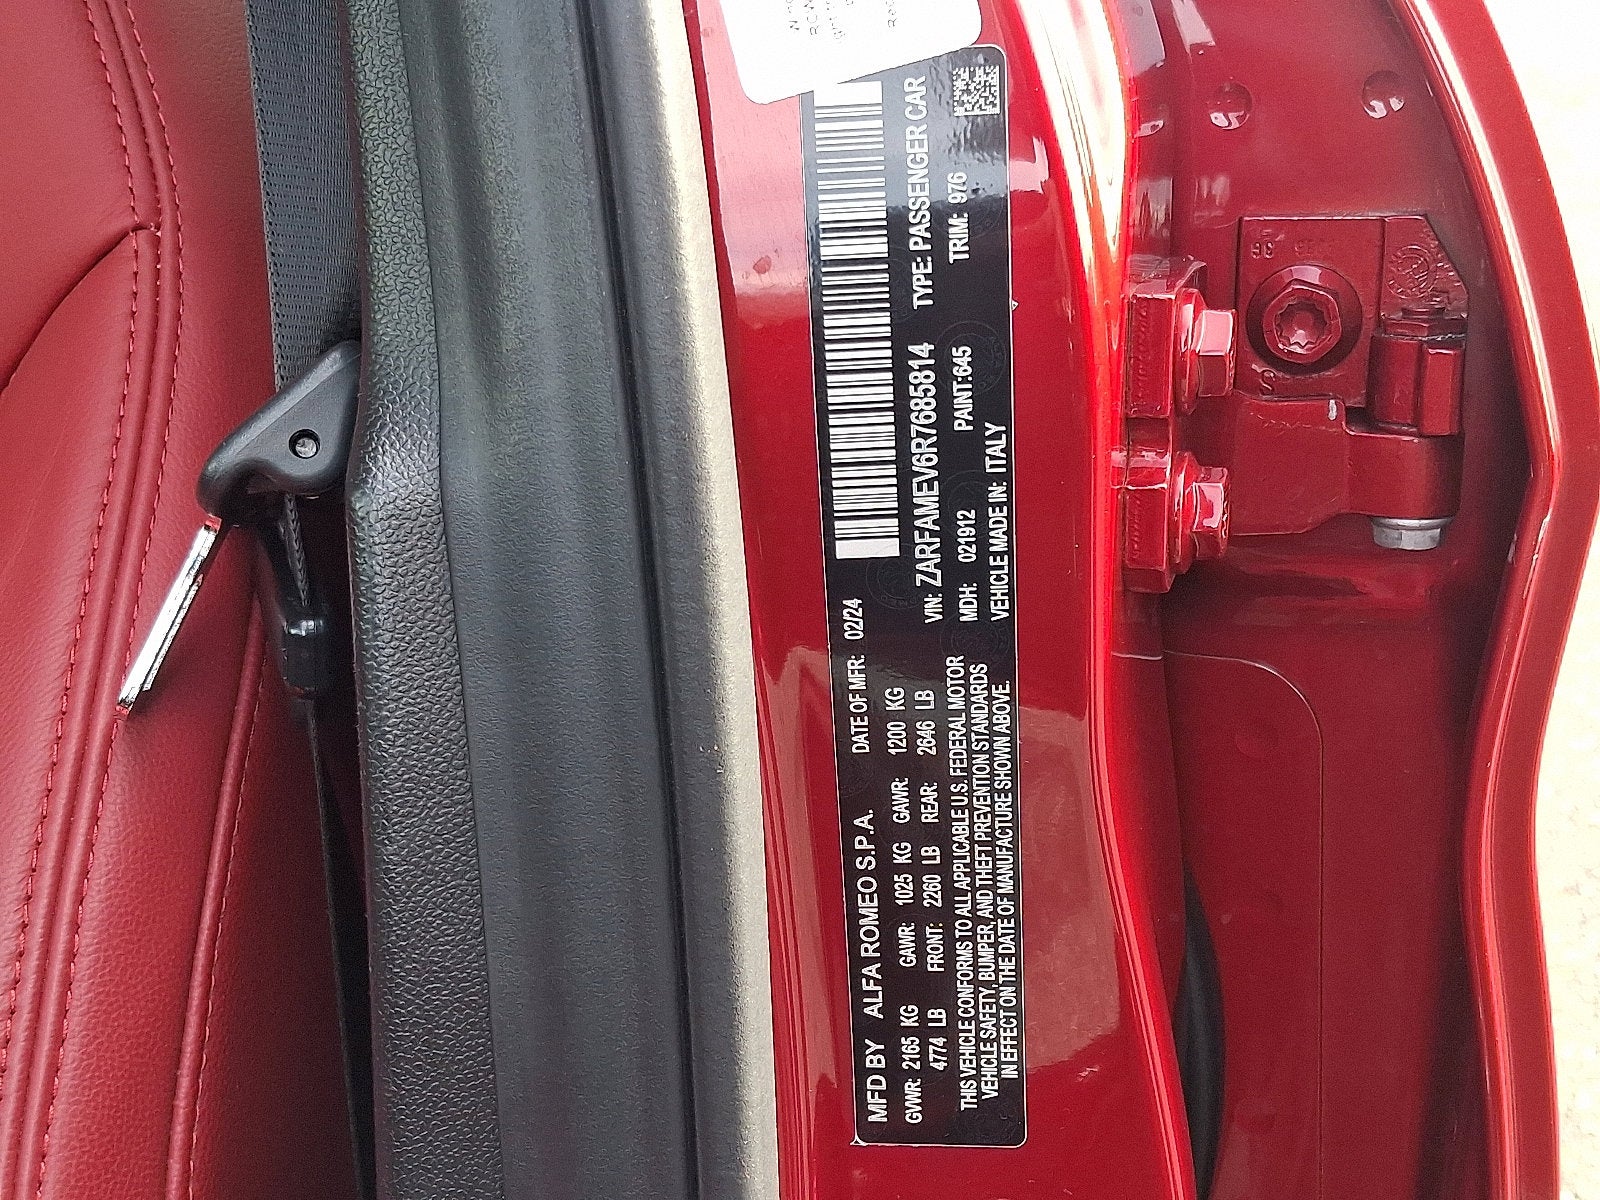 MFD BY ALFA ROMEO S.P.A. DATE OF MFR: 02/24
GVWR: 2165 KG GAWR: 1025 KG GAWR: 1200 KG
4774 LB FRONT: 2260 LB REAR: 2646 LB
THIS VEHICLE CONFORMS TO ALL APPLICABLE U.S. FEDERAL MOTOR
VEHICLE SAFETY, BUMPER, AND THEFT PREVENTION STANDARDS
IN EFFECT ON THE DATE OF MANUFACTURE SHOWN ABOVE.
VIN: ZARFAMEV6R7685814 TYPE: PASSENGER CAR
MDH: 021912 PAINT:645 TRIM: 976
VEHICLE MADE IN: ITALY